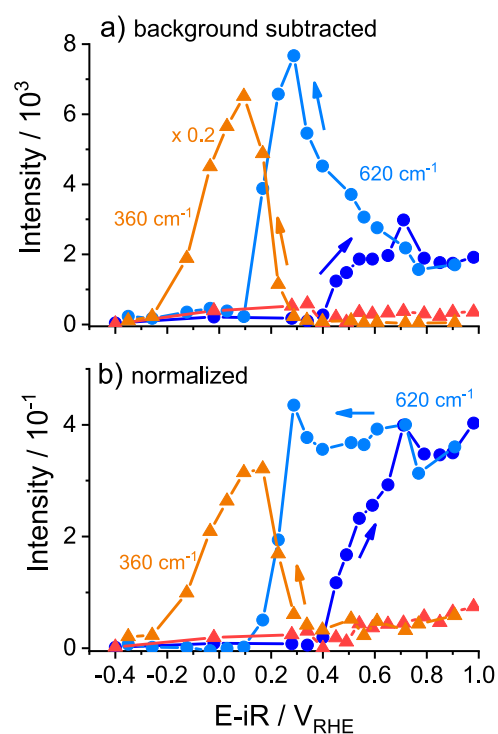 a) background subtracted
8
6
4
2
0
Intensity / 10³
x 0.2
360 cm⁻¹
620 cm⁻¹
b) normalized
4
2
0
Intensity / 10⁻¹
620 cm⁻¹
360 cm⁻¹
-0.4 -0.2 0.0 0.2 0.4 0.6 0.8 1.0
E-iR / V_RHE